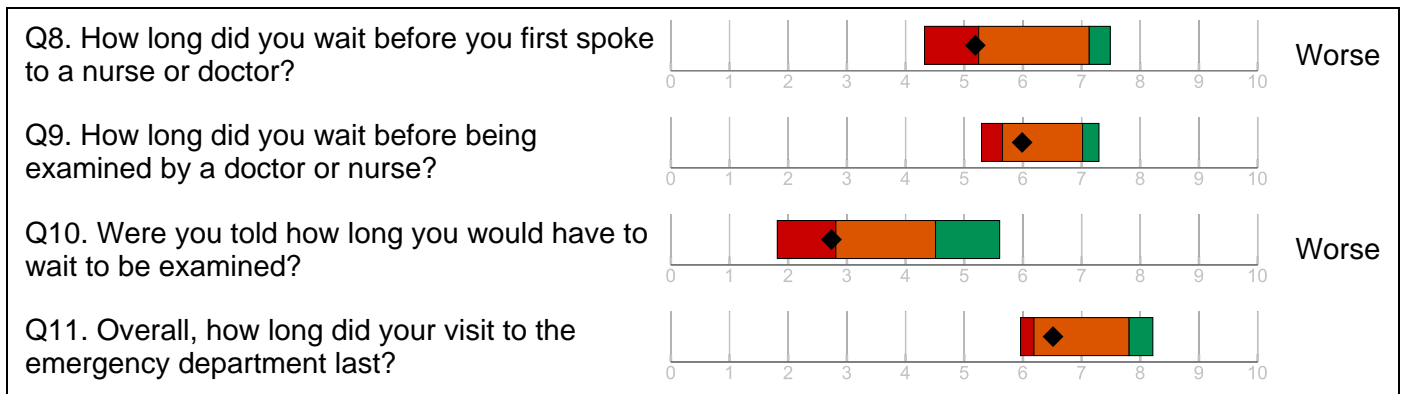 Q8. How long did you wait before you first spoke
to a nurse or doctor?
Worse
0 1 2 3 4 5 6 7 8 9 10
Q9. How long did you wait before being
examined by a doctor or nurse?
0 1 2 3 4 5 6 7 8 9 10
Q10. Were you told how long you would have to
wait to be examined?
Worse
0 1 2 3 4 5 6 7 8 9 10
Q11. Overall, how long did your visit to the
emergency department last?
0 1 2 3 4 5 6 7 8 9 10